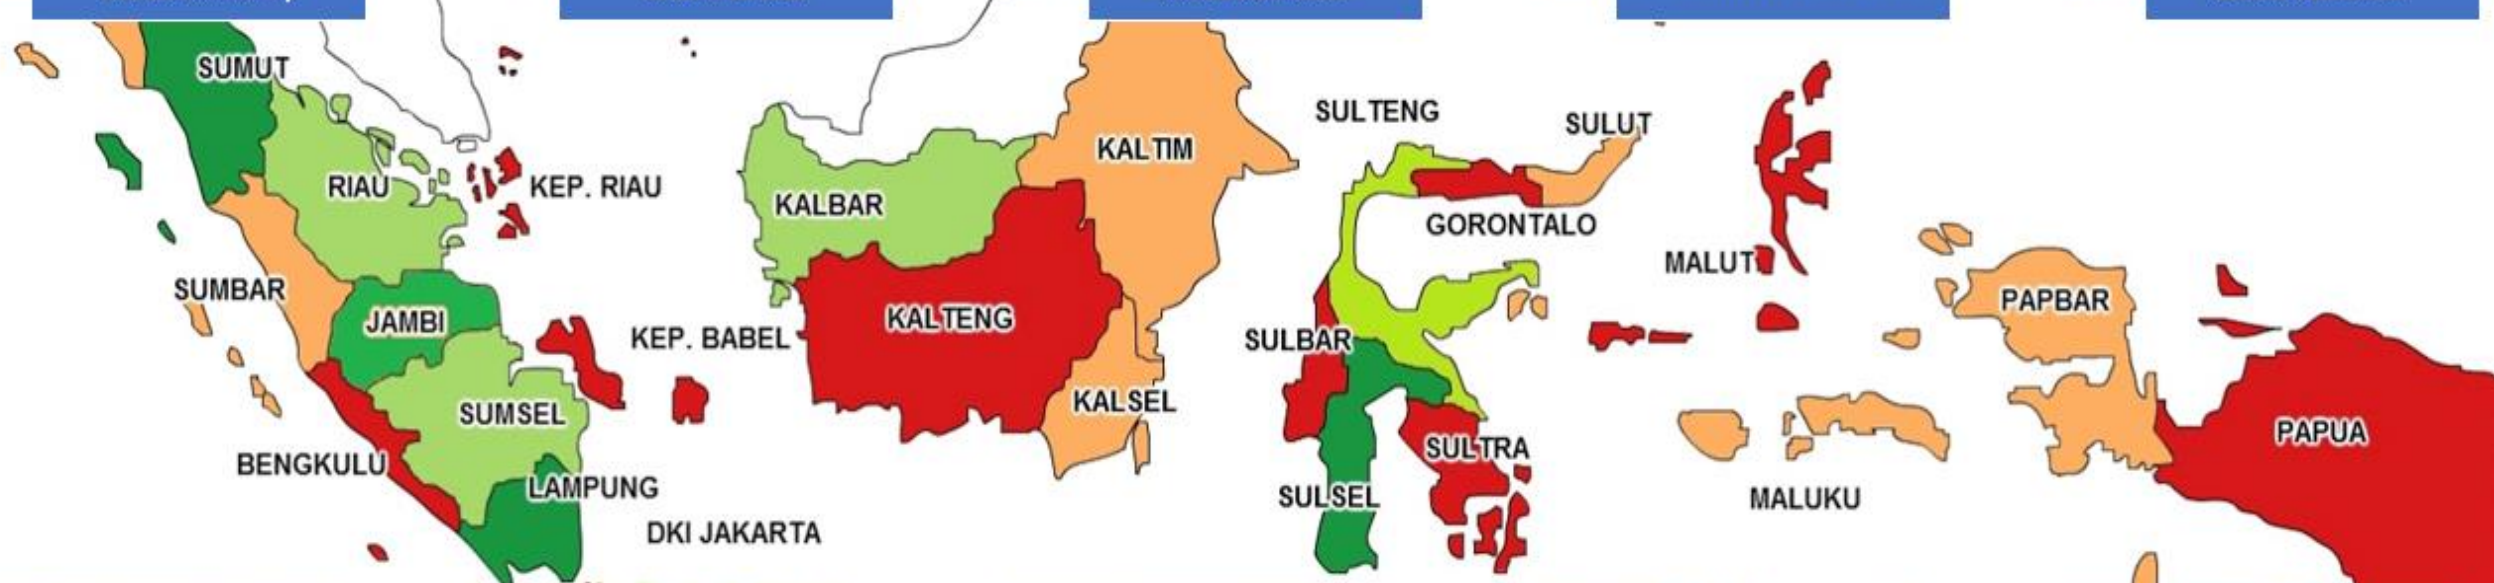 SUMUT
SULTENG
SULUT
KALTIM
RIAU
KEP. RIAU
KALBAR
GORONTALO
MALUT
SUMBAR
PAPBAR
JAMBI
KALTENG
KEP. BABEL
SULBAR
SUMSEL
KALSEL
PAPUA
SULTRA
BENGKULU
LAMPUNG
SULSEL
MALUKU
DKI JAKARTA